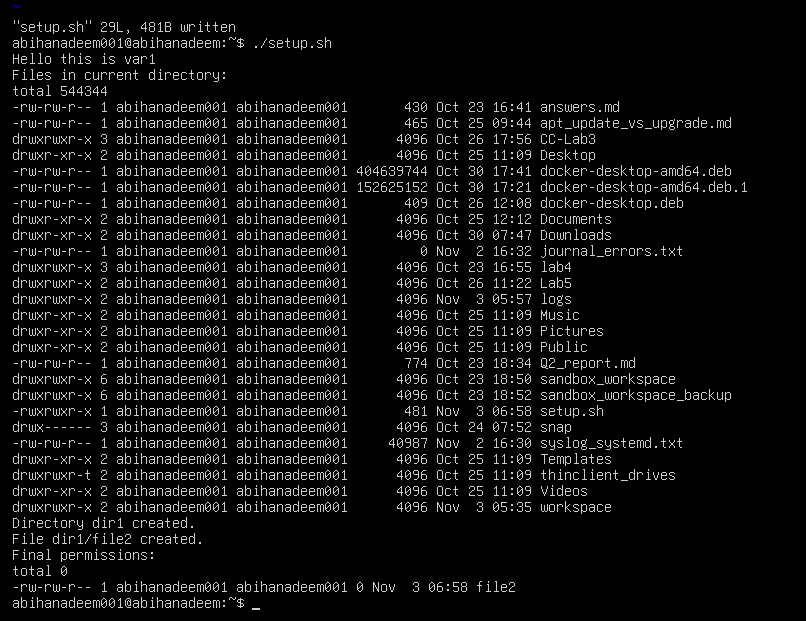 ~
"setup.sh" 29L, 481B written
abihanadeem001@abihanadeem:~$ ./setup.sh
Hello this is var1
Files in current directory:
total 544344
-rw-rw-r-- 1 abihanadeem001 abihanadeem001       430 Oct 23 16:41 answers.md
-rw-rw-r-- 1 abihanadeem001 abihanadeem001       465 Oct 25 09:44 apt_update_vs_upgrade.md
drwxrwxr-x 3 abihanadeem001 abihanadeem001      4096 Oct 26 17:56 CC-Lab3
drwxr-xr-x 2 abihanadeem001 abihanadeem001      4096 Oct 25 11:09 Desktop
-rw-rw-r-- 1 abihanadeem001 abihanadeem001 404639744 Oct 30 17:41 docker-desktop-amd64.deb
-rw-rw-r-- 1 abihanadeem001 abihanadeem001 152625152 Oct 30 17:21 docker-desktop-amd64.deb.1
-rw-rw-r-- 1 abihanadeem001 abihanadeem001       409 Oct 26 12:08 docker-desktop.deb
drwxr-xr-x 2 abihanadeem001 abihanadeem001      4096 Oct 25 12:12 Documents
drwxr-xr-x 2 abihanadeem001 abihanadeem001      4096 Oct 30 07:47 Downloads
-rw-rw-r-- 1 abihanadeem001 abihanadeem001         0 Nov  2 16:32 journal_errors.txt
drwxrwxr-x 3 abihanadeem001 abihanadeem001      4096 Oct 23 16:55 lab4
drwxrwxr-x 2 abihanadeem001 abihanadeem001      4096 Oct 26 11:22 Lab5
drwxrwxr-x 2 abihanadeem001 abihanadeem001      4096 Nov  3 05:57 logs
drwxr-xr-x 2 abihanadeem001 abihanadeem001      4096 Oct 25 11:09 Music
drwxr-xr-x 2 abihanadeem001 abihanadeem001      4096 Oct 25 11:09 Pictures
drwxr-xr-x 2 abihanadeem001 abihanadeem001      4096 Oct 25 11:09 Public
-rw-rw-r-- 1 abihanadeem001 abihanadeem001       774 Oct 23 18:34 Q2_report.md
drwxrwxr-x 6 abihanadeem001 abihanadeem001      4096 Oct 23 18:50 sandbox_workspace
drwxrwxr-x 6 abihanadeem001 abihanadeem001      4096 Oct 23 18:52 sandbox_workspace_backup
-rwxrwxr-x 1 abihanadeem001 abihanadeem001       481 Nov  3 06:58 setup.sh
drwx------ 3 abihanadeem001 abihanadeem001      4096 Oct 24 07:52 snap
-rw-rw-r-- 1 abihanadeem001 abihanadeem001     40987 Nov  2 16:30 syslog_systemd.txt
drwxr-xr-x 2 abihanadeem001 abihanadeem001      4096 Oct 25 11:09 Templates
drwxrwxr-t 2 abihanadeem001 abihanadeem001      4096 Oct 25 11:09 thinclient_drives
drwxr-xr-x 2 abihanadeem001 abihanadeem001      4096 Oct 25 11:09 Videos
drwxrwxr-x 2 abihanadeem001 abihanadeem001      4096 Nov  3 05:35 workspace
Directory dir1 created.
File dir1/file2 created.
Final permissions:
total 0
-rw-rw-r-- 1 abihanadeem001 abihanadeem001 0 Nov  3 06:58 file2
abihanadeem001@abihanadeem:~$ _